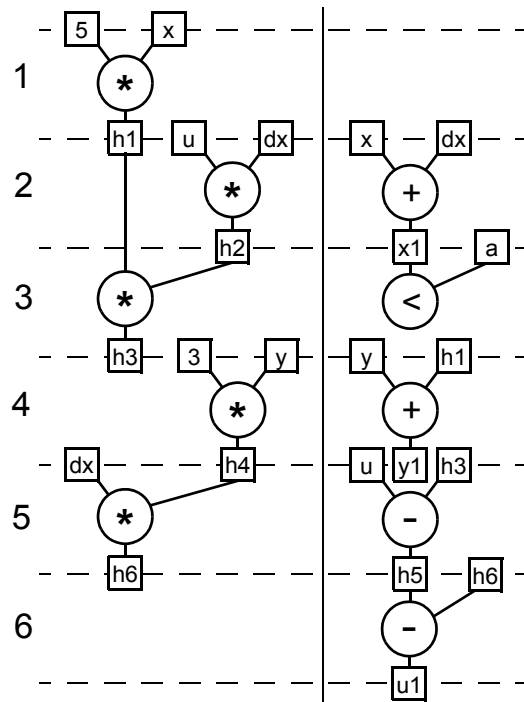 5 x
1 *
h1 u dx x dx
2 * +
h2 x1 a
3 * <
h3 3 y y h1
4 * +
dx h4 u y1 h3
5 * -
h6 h5 h6
6 -
u1